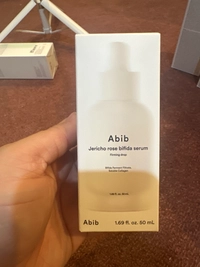 Abib
Jericho rose bifida serum
Firming drop
Abib
1.69 fl. oz. 50 mL